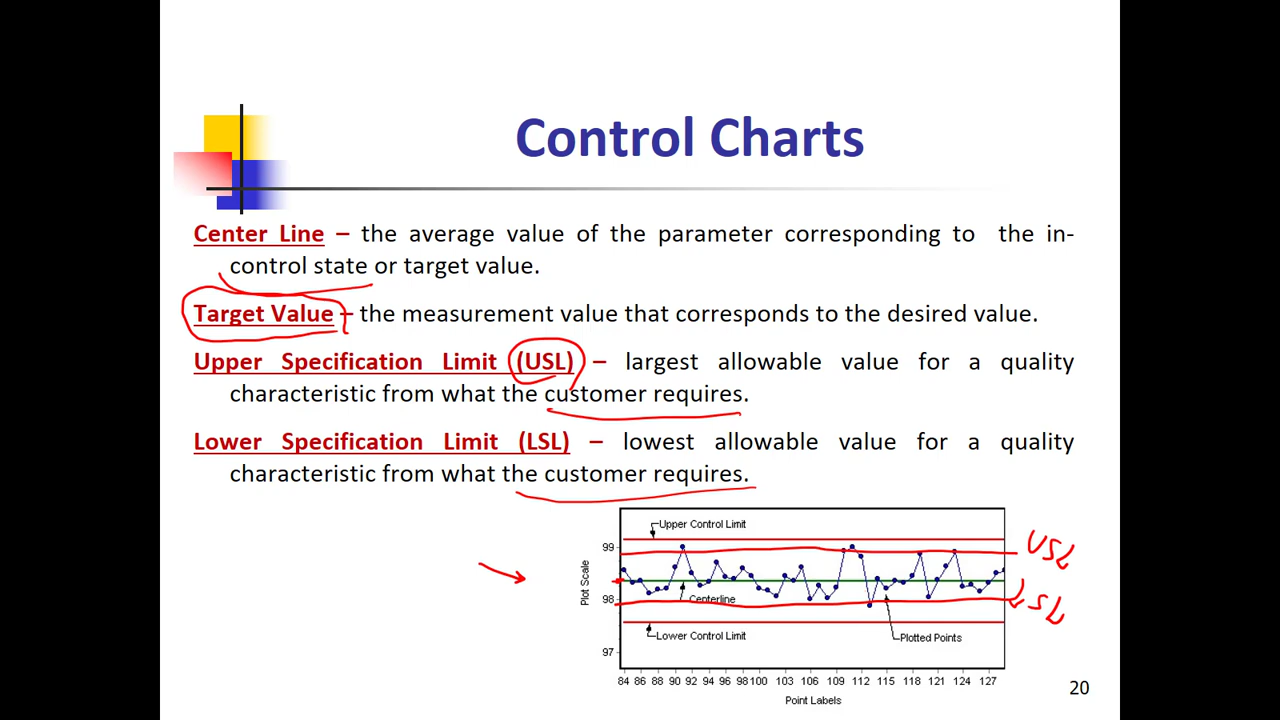 Control Charts
Center Line – the average value of the parameter corresponding to the in-
control state or target value.
Target Value – the measurement value that corresponds to the desired value.
Upper Specification Limit (USL) – largest allowable value for a quality
characteristic from what the customer requires.
Lower Specification Limit (LSL) – lowest allowable value for a quality
characteristic from what the customer requires.
Upper Control Limit
USL
99
Plot Scale
98
Centerline
LSL
Lower Control Limit
Plotted Points
97
84 86 88 90 92 94 96 98 100 103 106 109 112 115 118 121 124 127
Point Labels
20